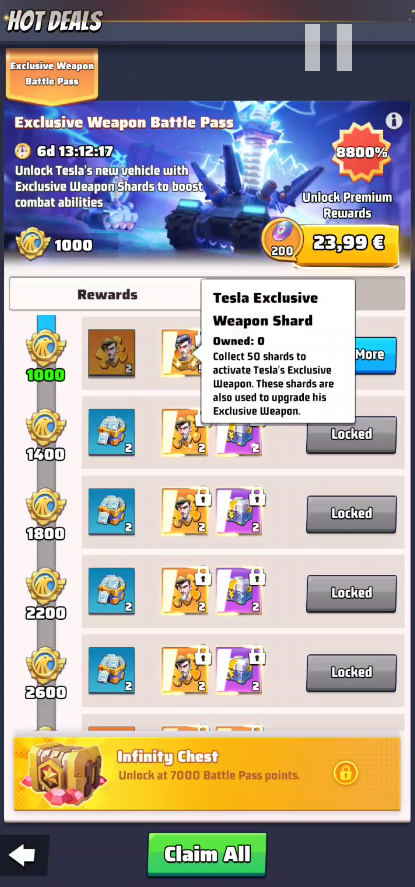 HOT DEALS
Exclusive Weapon
Battle Pass
Exclusive Weapon Battle Pass
6d 13:12:17
Unlock Tesla's new vehicle with
Exclusive Weapon Shards to boost
combat abilities
8800%
Unlock Premium
Rewards
1000
200
23,99 €
Rewards
Tesla Exclusive
Weapon Shard
Owned: 0
Collect 50 shards to
activate Tesla's Exclusive
Weapon. These shards are
also used to upgrade his
Exclusive Weapon.
1000
2
More
1400
2
2
2
Locked
1800
2
2
2
Locked
2200
2
2
2
Locked
2600
2
2
2
Locked
Infinity Chest
Unlock at 7000 Battle Pass points.
Claim All